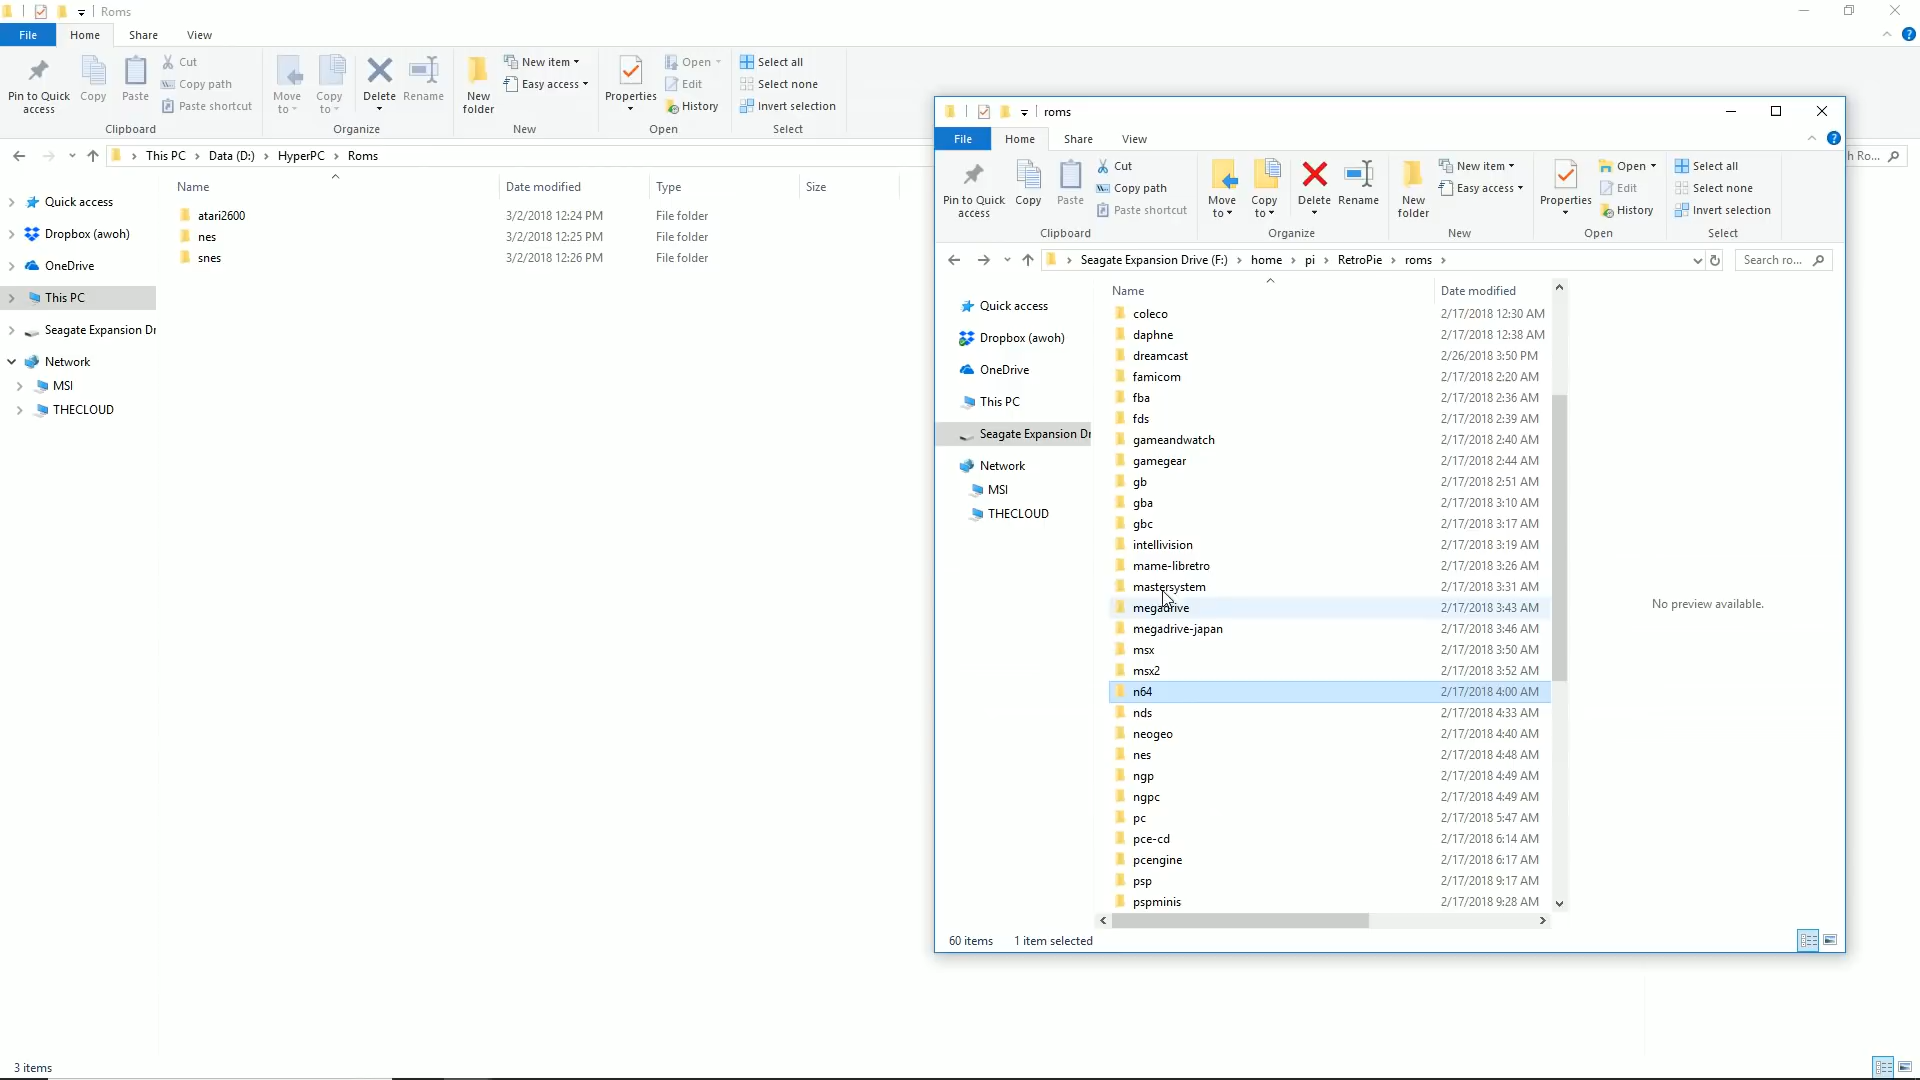 Roms
File Home Share View
Pin to Quick access
Copy
Paste
Cut
Copy path
Paste shortcut
Clipboard
Move to
Copy to
Delete
Rename
Organize
New folder
New item
Easy access
New
Properties
Open
Edit
History
Open
Select all
Select none
Invert selection
Select
This PC > Data (D:) > HyperPC > Roms
h Ro...
Name Date modified Type Size
atari2600 3/2/2018 12:24 PM File folder
nes 3/2/2018 12:25 PM File folder
snes 3/2/2018 12:26 PM File folder
Quick access
Dropbox (awoh)
OneDrive
This PC
Seagate Expansion Dr
Network
MSI
THECLOUD
3 items
roms
File Home Share View
Pin to Quick access
Copy
Paste
Cut
Copy path
Paste shortcut
Clipboard
Move to
Copy to
Delete
Rename
Organize
New folder
New item
Easy access
New
Properties
Open
Edit
History
Open
Select all
Select none
Invert selection
Select
Seagate Expansion Drive (F:) > home > pi > RetroPie > roms >
Search ro...
Quick access
Dropbox (awoh)
OneDrive
This PC
Seagate Expansion Dr
Network
MSI
THECLOUD
Name Date modified
coleco 2/17/2018 12:30 AM
daphne 2/17/2018 12:38 AM
dreamcast 2/26/2018 3:50 PM
famicom 2/17/2018 2:20 AM
fba 2/17/2018 2:36 AM
fds 2/17/2018 2:39 AM
gameandwatch 2/17/2018 2:40 AM
gamegear 2/17/2018 2:44 AM
gb 2/17/2018 2:51 AM
gba 2/17/2018 3:10 AM
gbc 2/17/2018 3:17 AM
intellivision 2/17/2018 3:19 AM
mame-libretro 2/17/2018 3:26 AM
mastersystem 2/17/2018 3:31 AM
megadrive 2/17/2018 3:43 AM
megadrive-japan 2/17/2018 3:46 AM
msx 2/17/2018 3:50 AM
msx2 2/17/2018 3:52 AM
n64 2/17/2018 4:00 AM
nds 2/17/2018 4:33 AM
neogeo 2/17/2018 4:40 AM
nes 2/17/2018 4:48 AM
ngp 2/17/2018 4:49 AM
ngpc 2/17/2018 4:49 AM
pc 2/17/2018 5:47 AM
pce-cd 2/17/2018 6:14 AM
pcengine 2/17/2018 6:17 AM
psp 2/17/2018 9:17 AM
pspminis 2/17/2018 9:28 AM
No preview available.
60 items 1 item selected